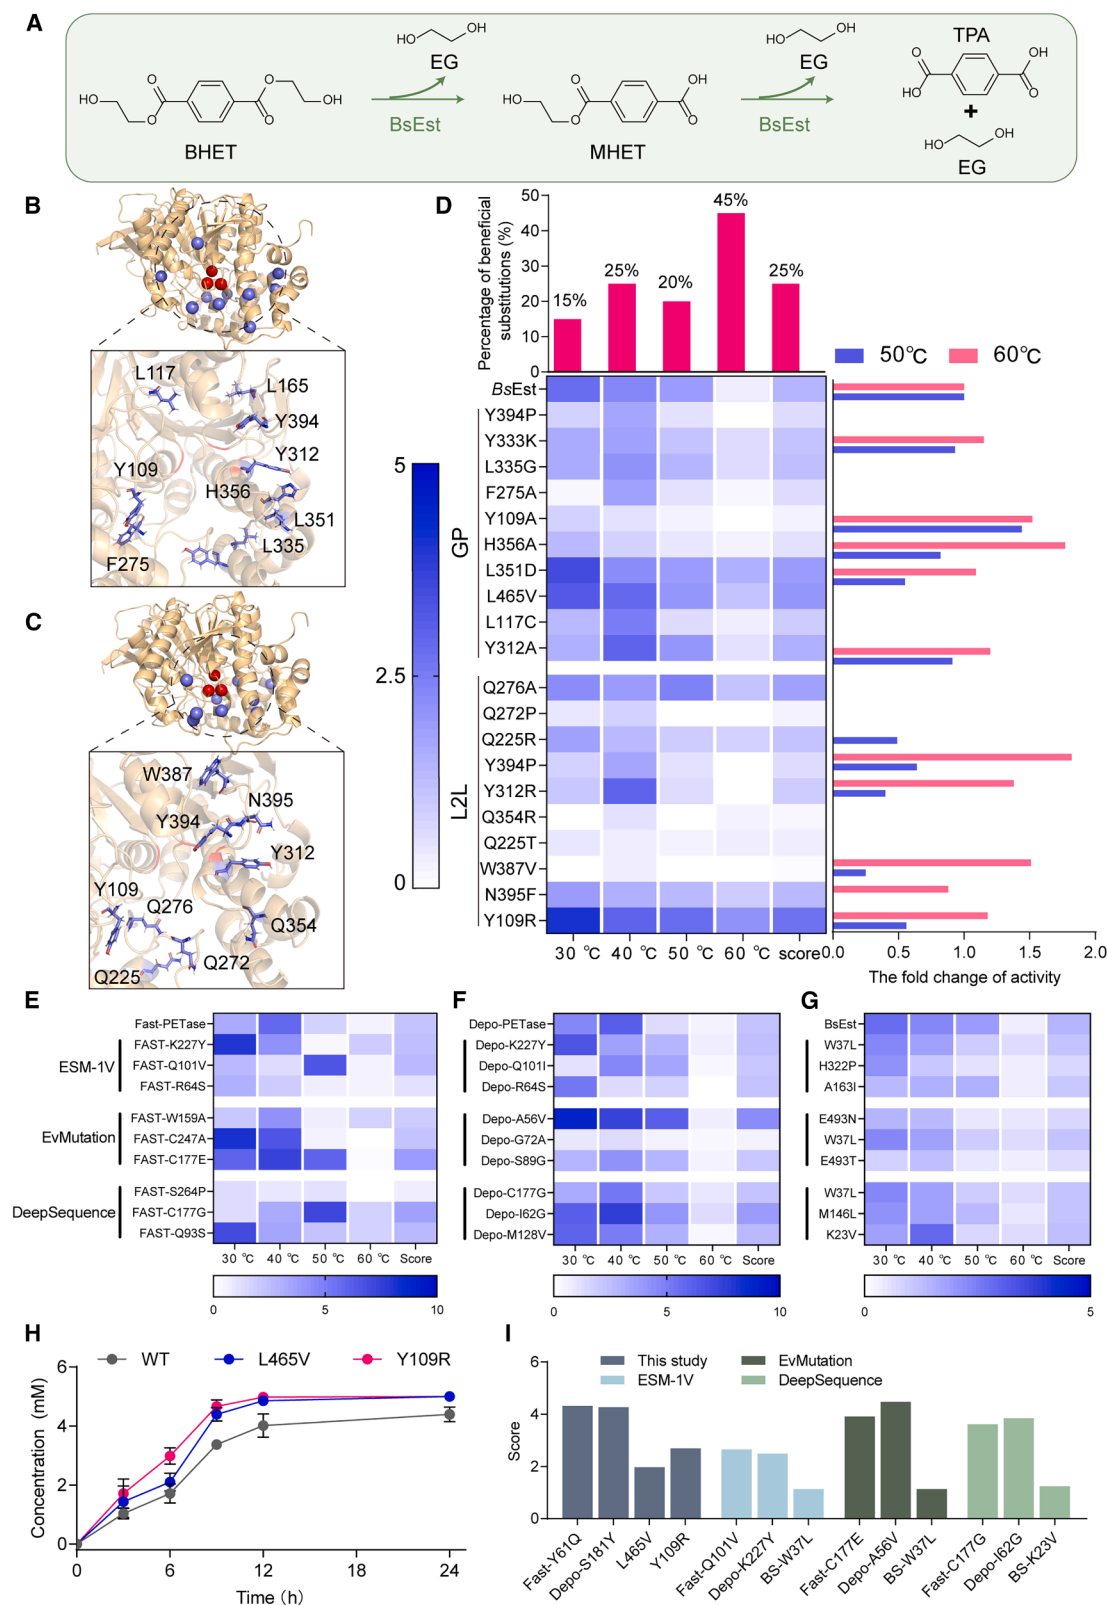 A
HO
O
O
O
O
OH
BHET
HO
OH
EG
BsEst
HO
O
O
OH
O
MHET
HO
OH
EG
BsEst
TPA
O
HO
OH
O
+
HO
OH
EG
B
L117
L165
Y394
Y312
Y109
H356
L351
L335
F275
C
W387
N395
Y394
Y312
Y109
Q276
Q354
Q225
Q272
5
2.5
0
D
Percentage of beneficial
substitutions (%)
50
40
30
20
10
0
15%
25%
20%
45%
25%
50℃
60℃
BsEst
GP
Y394P
Y333K
L335G
F275A
Y109A
H356A
L351D
L465V
L117C
Y312A
L2L
Q276A
Q272P
Q225R
Y394P
Y312R
Q354R
Q225T
W387V
N395F
Y109R
30 ℃ 40 ℃ 50 ℃ 60 ℃ score
0.0 0.5 1.0 1.5 2.0
The fold change of activity
E
Fast-PETase
ESM-1V
FAST-K227Y
FAST-Q101V
FAST-R64S
EvMutation
FAST-W159A
FAST-C247A
FAST-C177E
DeepSequence
FAST-S264P
FAST-C177G
FAST-Q93S
30 ℃ 40 ℃ 50 ℃ 60 ℃ Score
0 5 10
F
Depo-PETase
Depo-K227Y
Depo-Q101I
Depo-R64S
Depo-A56V
Depo-G72A
Depo-S89G
Depo-C177G
Depo-I62G
Depo-M128V
30 ℃ 40 ℃ 50 ℃ 60 ℃ Score
0 5 10
G
BsEst
W37L
H322P
A163I
E493N
W37L
E493T
W37L
M146L
K23V
30 ℃ 40 ℃ 50 ℃ 60 ℃ Score
0 5
H
WT L465V Y109R
Concentration (mM)
6
4
2
0
0 6 12 18 24
Time (h)
I
This study
ESM-1V
EvMutation
DeepSequence
Score
6
4
2
0
Fast-Y61Q
Depo-S181Y
L465V
Y109R
Fast-Q101V
Depo-K227Y
BS-W37L
Fast-C177E
Depo-A56V
BS-W37L
Fast-C177G
Depo-I62G
BS-K23V